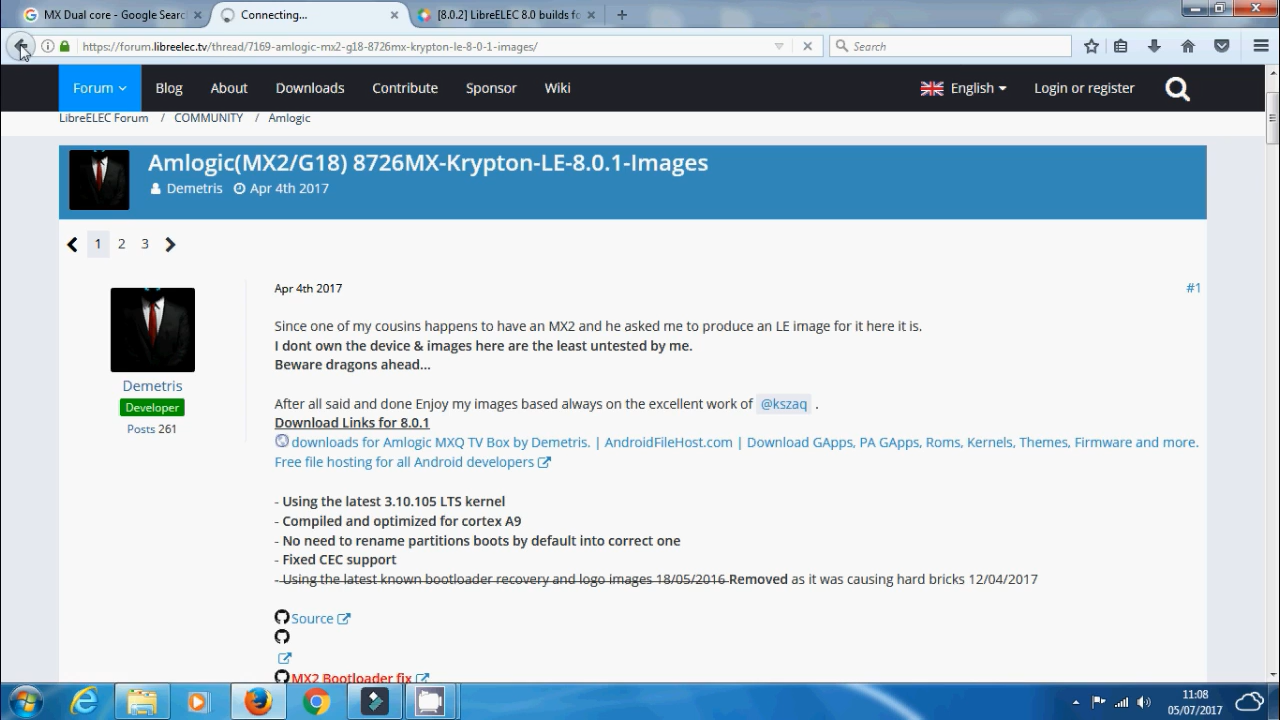 MX Dual core - Google Searc
Connecting...
[8.0.2] LibreELEC 8.0 builds fo
https://forum.libreelec.tv/thread/7169-amlogic-mx2-g18-8726mx-krypton-le-8-0-1-images/
Search
Forum
Blog
About
Downloads
Contribute
Sponsor
Wiki
English
Login or register
LibreELEC Forum / COMMUNITY / Amlogic
Amlogic(MX2/G18) 8726MX-Krypton-LE-8.0.1-Images
Demetris Apr 4th 2017
1 2 3
Apr 4th 2017
#1
Demetris
Developer
Posts 261
Since one of my cousins happens to have an MX2 and he asked me to produce an LE image for it here it is.
I dont own the device & images here are the least untested by me.
Beware dragons ahead...
After all said and done Enjoy my images based always on the excellent work of @kszaq .
Download Links for 8.0.1
downloads for Amlogic MXQ TV Box by Demetris. | AndroidFileHost.com | Download GApps, PA GApps, Roms, Kernels, Themes, Firmware and more.
Free file hosting for all Android developers
- Using the latest 3.10.105 LTS kernel
- Compiled and optimized for cortex A9
- No need to rename partitions boots by default into correct one
- Fixed CEC support
- Using the latest known bootloader recovery and logo images 18/05/2016 Removed as it was causing hard bricks 12/04/2017
Source
MX2 Bootloader fix
11:08
05/07/2017